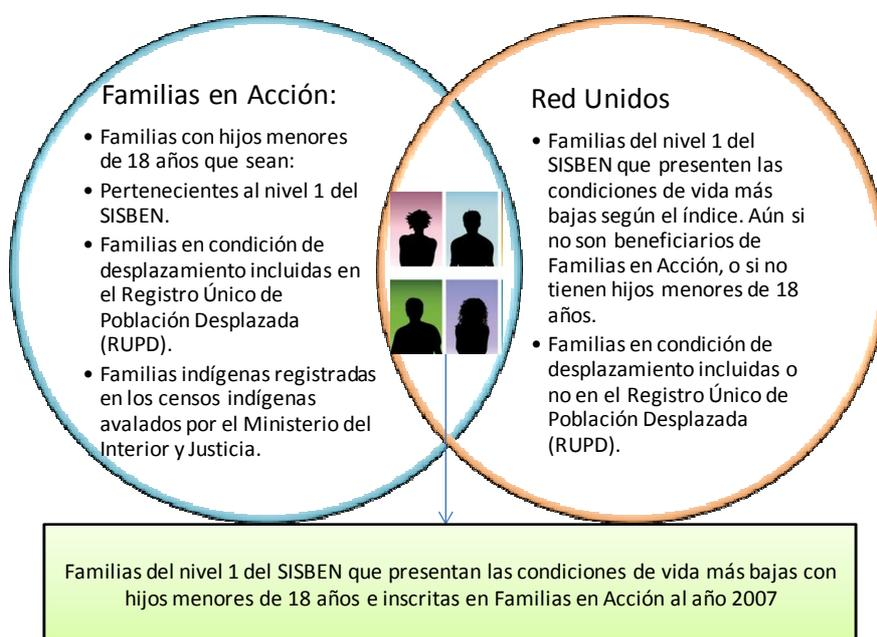 Familias en Acción:
• Familias con hijos menores
de 18 años que sean:
• Pertenecientes al nivel 1 del
SISBEN.
• Familias en condición de
desplazamiento incluidas en
el Registro Único de
Población Desplazada
(RUPD).
• Familias indígenas registradas
en los censos indígenas
avalados por el Ministerio del
Interior y Justicia.
Red Unidos
• Familias del nivel 1 del
SISBEN que presenten las
condiciones de vida más
bajas según el índice. Aún si
no son beneficiarios de
Familias en Acción, o si no
tienen hijos menores de 18
años.
• Familias en condición de
desplazamiento incluidas o
no en el Registro Único de
Población Desplazada
(RUPD).
Familias del nivel 1 del SISBEN que presentan las condiciones de vida más bajas con
hijos menores de 18 años e inscritas en Familias en Acción al año 2007